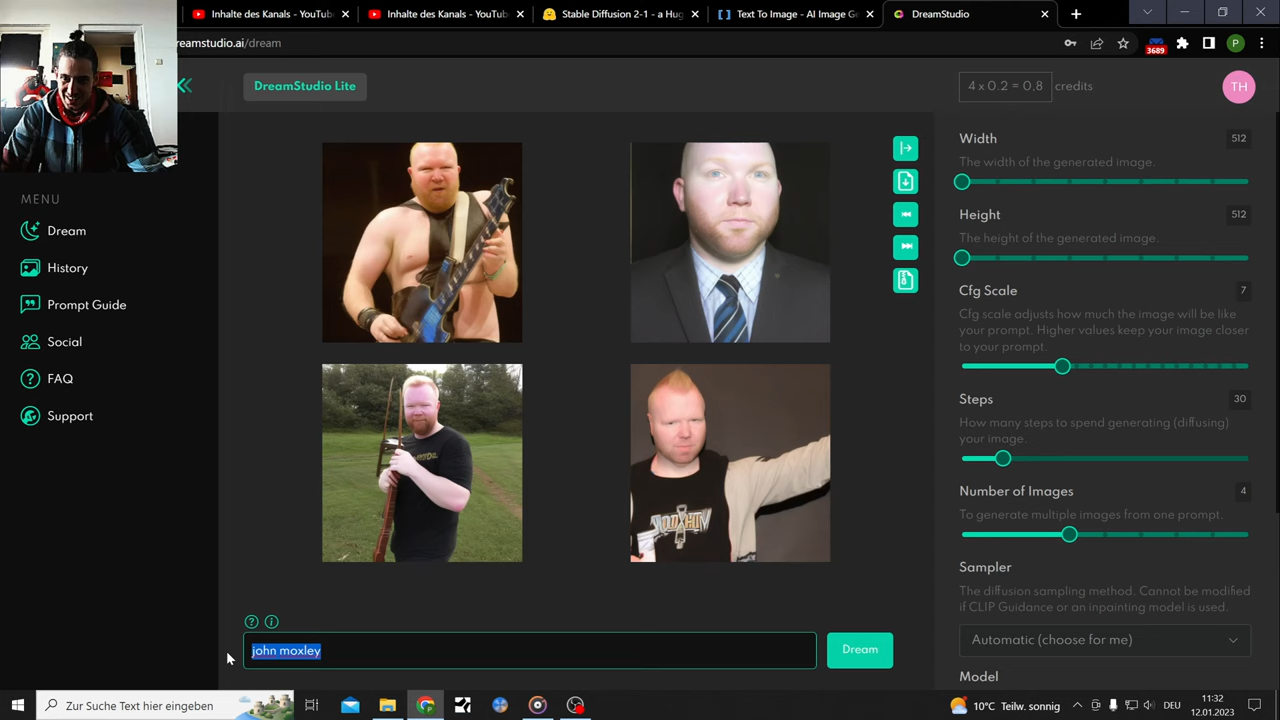 Inhalte des Kanals - YouTub
Inhalte des Kanals - YouTub
Stable Diffusion 2-1 - a Hug
Text To Image - AI Image Ge
DreamStudio
reamstudio.ai/dream
3689
P
DreamStudio Lite
4 x 0.2 = 0,8 credits
TH
MENU
Dream
History
Prompt Guide
Social
FAQ
Support
Width
512
The width of the generated image.
Height
512
The height of the generated image.
Cfg Scale
7
Cfg scale adjusts how much the image will be like
your prompt. Higher values keep your image closer
to your prompt.
Steps
30
How many steps to spend generating (diffusing)
your image.
Number of Images
4
To generate multiple images from one prompt.
Sampler
The diffusion sampling method. Cannot be modified
if CLIP Guidance or an inpainting model is used.
Automatic (choose for me)
Model
john moxley
Dream
Zur Suche Text hier eingeben
10°C Teilw. sonnig
DEU
11:32
12.01.2023